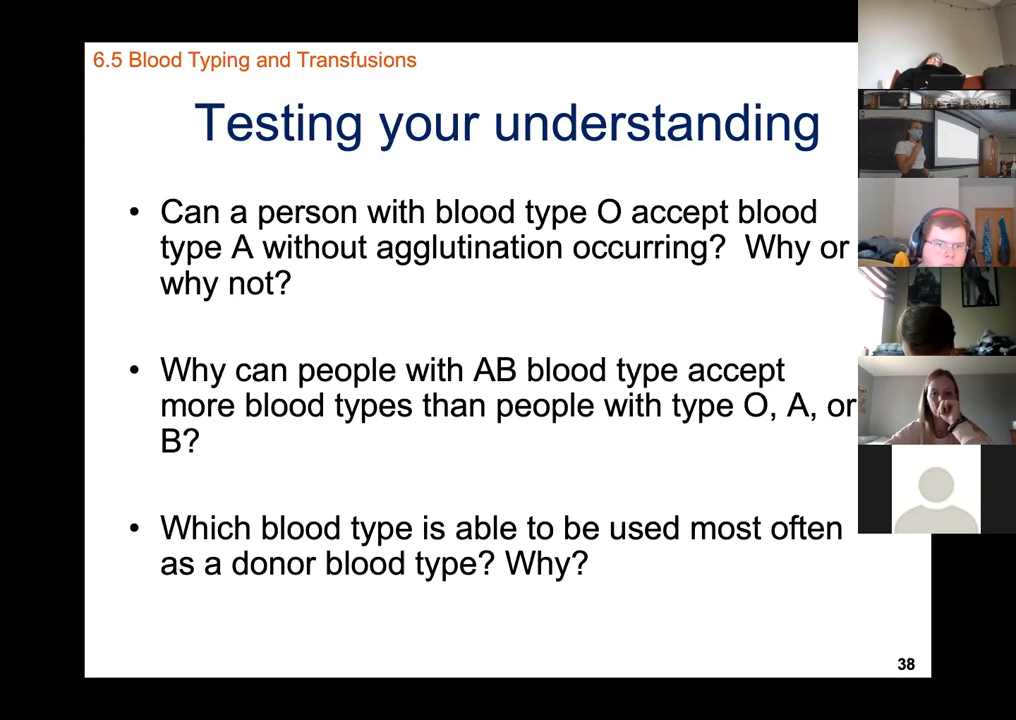 6.5 Blood Typing and Transfusions
Testing your understanding
• Can a person with blood type O accept blood
type A without agglutination occurring?  Why or
why not?
• Why can people with AB blood type accept
more blood types than people with type O, A, or
B?
• Which blood type is able to be used most often
as a donor blood type? Why?
38